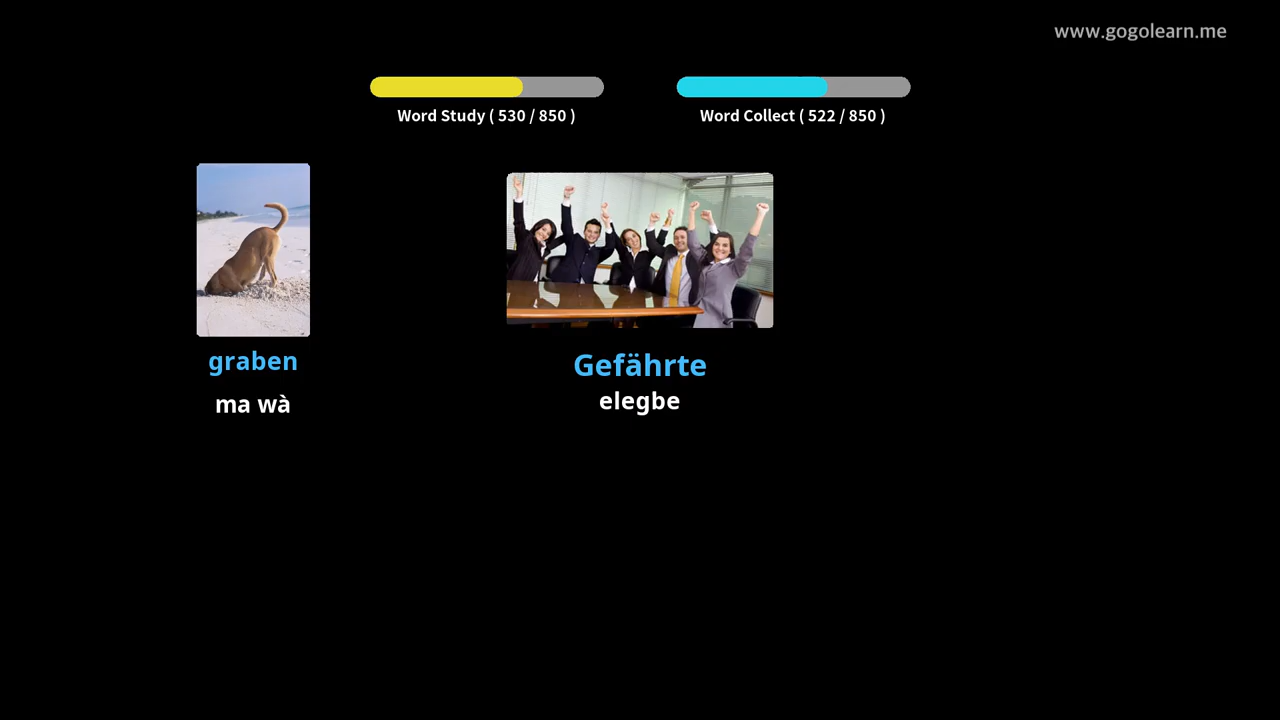 www.gogolearn.me
Word Study ( 530 / 850 )
Word Collect ( 522 / 850 )
graben
ma wà
Gefährte
elegbe